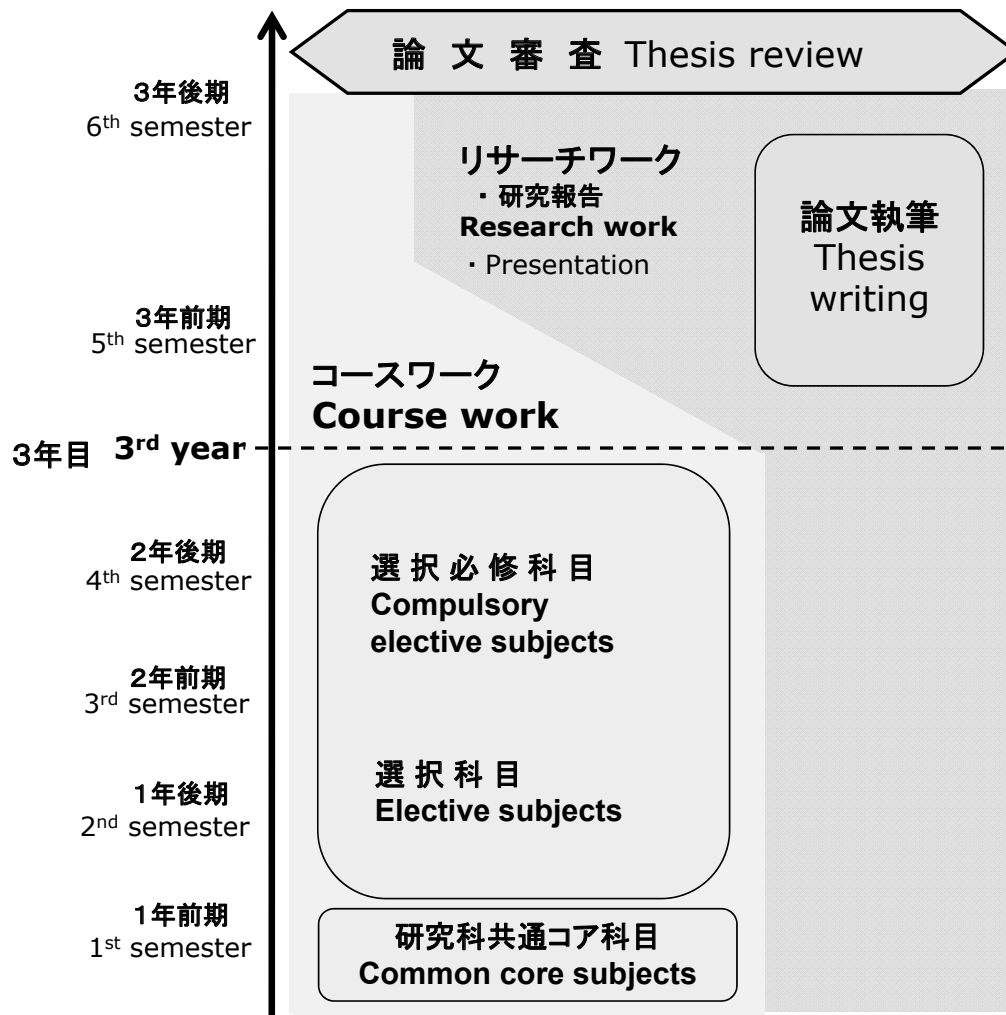 論 文 審 査 Thesis review
3年後期
6th semester
リサーチワーク
・ 研究報告
Research work
・ Presentation
論文執筆
Thesis
writing
3年前期
5th semester
コースワーク
Course work
3年目 3rd year
2年後期
4th semester
選 択 必 修 科 目
Compulsory
elective subjects
2年前期
3rd semester
選 択 科 目
Elective subjects
1年後期
2nd semester
1年前期
1st semester
研究科共通コア科目
Common core subjects